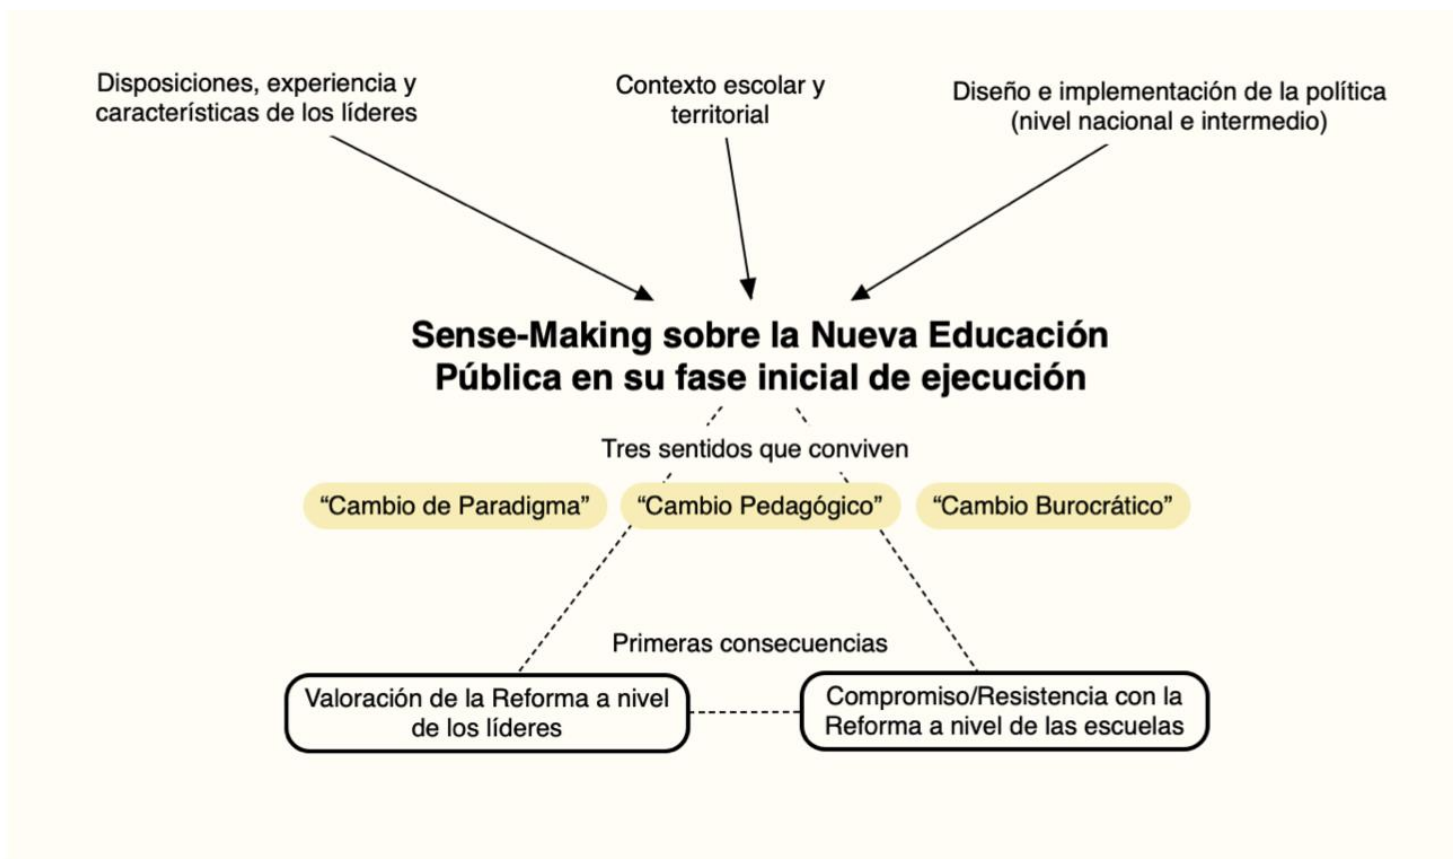 Disposiciones, experiencia y
características de los líderes
Contexto escolar y
territorial
Diseño e implementación de la política
(nivel nacional e intermedio)
Sense-Making sobre la Nueva Educación
Pública en su fase inicial de ejecución
Tres sentidos que conviven
“Cambio de Paradigma”
“Cambio Pedagógico”
“Cambio Burocrático”
Primeras consecuencias
Valoración de la Reforma a nivel
de los líderes
Compromiso/Resistencia con la
Reforma a nivel de las escuelas